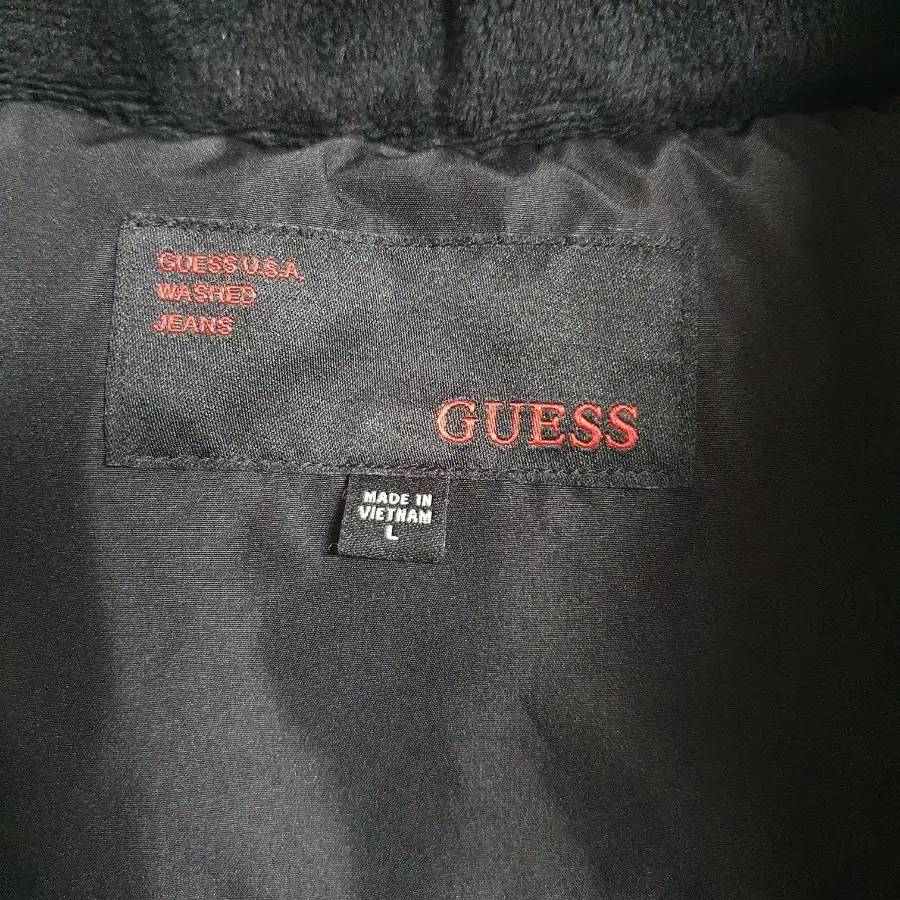 GUESS U.S.A.
WASHED
JEANS
GUESS
MADE IN
VIETNAM
L